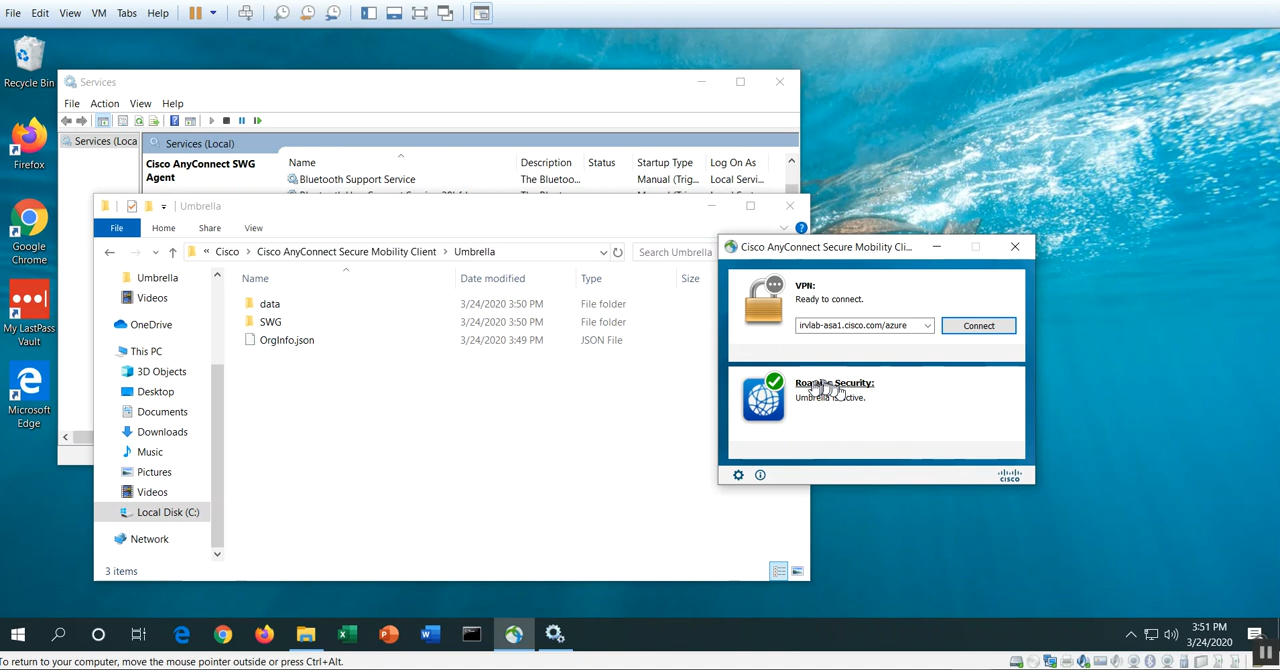 File Edit View VM Tabs Help
Recycle Bin
Firefox
Google Chrome
My LastPass Vault
Microsoft Edge
Services
File Action View Help
Services (Loca
Services (Local)
Cisco AnyConnect SWG Agent
Name Description Status Startup Type Log On As
Bluetooth Support Service The Bluetoo... Manual (Trig... Local Servi...
Umbrella
File Home Share View
« Cisco > Cisco AnyConnect Secure Mobility Client > Umbrella
Search Umbrella
Umbrella
Videos
OneDrive
This PC
3D Objects
Desktop
Documents
Downloads
Music
Pictures
Videos
Local Disk (C:)
Network
Name Date modified Type Size
data 3/24/2020 3:50 PM File folder
SWG 3/24/2020 3:50 PM File folder
OrgInfo.json 3/24/2020 3:49 PM JSON File
3 items
Cisco AnyConnect Secure Mobility Cli...
VPN:
Ready to connect.
irvlab-asa1.cisco.com/azure
Connect
Security:
CISCO
3:51 PM
3/24/2020
To return to your computer, move the mouse pointer outside or press Ctrl+Alt.